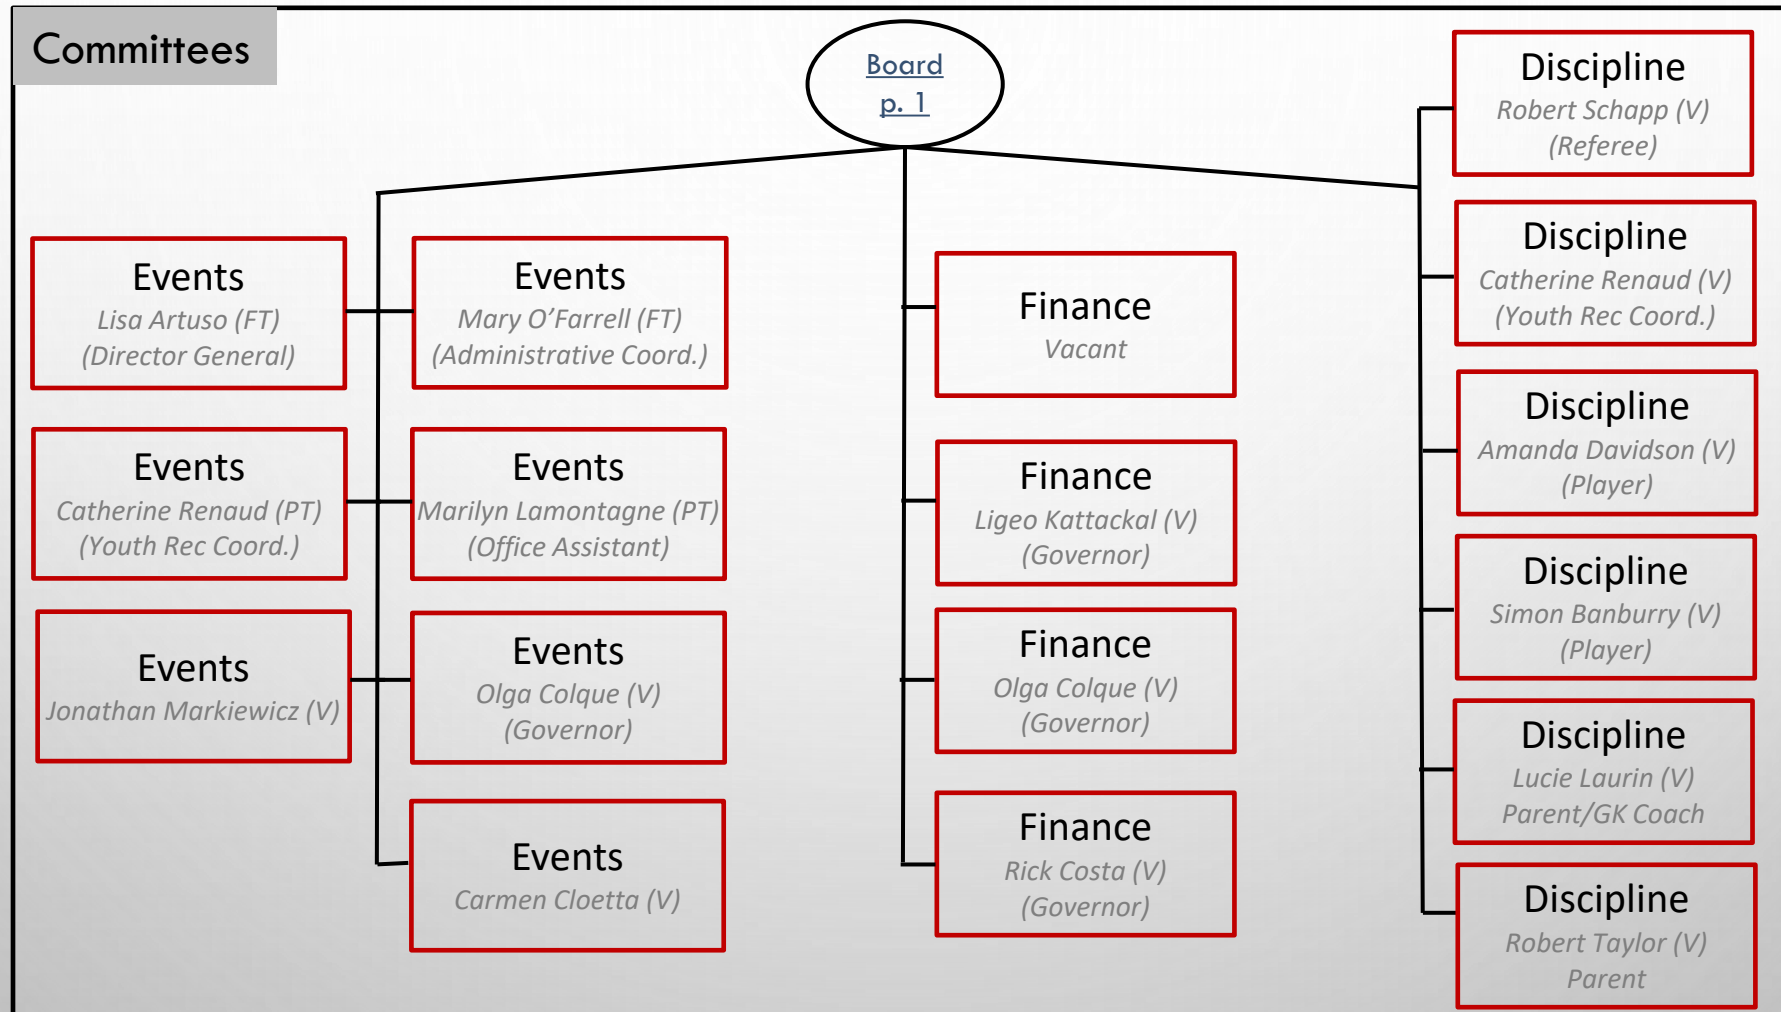 Committees
Board
p. 1
Events
Lisa Artuso (FT)
(Director General)
Events
Mary O’Farrell (FT)
(Administrative Coord.)
Events
Catherine Renaud (PT)
(Youth Rec Coord.)
Events
Marilyn Lamontagne (PT)
(Office Assistant)
Events
Jonathan Markiewicz (V)
Events
Olga Colque (V)
(Governor)
Events
Carmen Cloetta (V)
Finance
Vacant
Finance
Ligeo Kattackal (V)
(Governor)
Finance
Olga Colque (V)
(Governor)
Finance
Rick Costa (V)
(Governor)
Discipline
Robert Schapp (V)
(Referee)
Discipline
Catherine Renaud (V)
(Youth Rec Coord.)
Discipline
Amanda Davidson (V)
(Player)
Discipline
Simon Banburry (V)
(Player)
Discipline
Lucie Laurin (V)
Parent/GK Coach
Discipline
Robert Taylor (V)
Parent